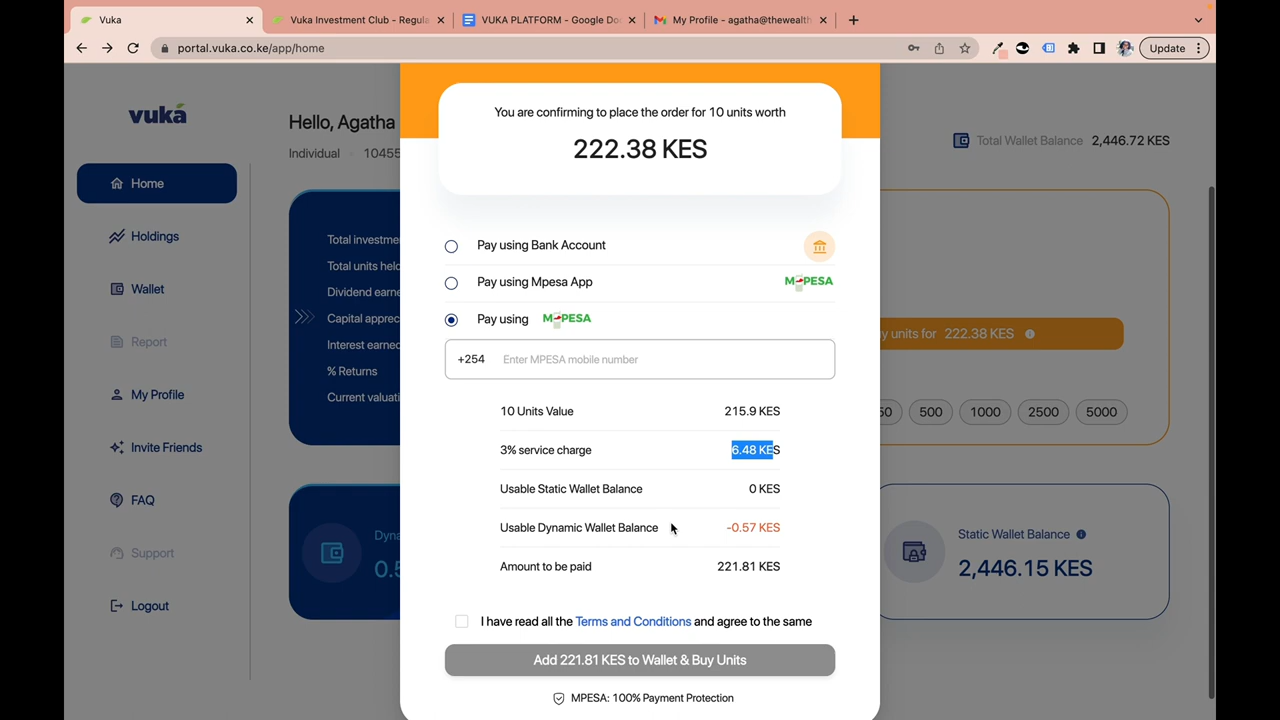 Vuka
Vuka Investment Club - Regula
VUKA PLATFORM - Google Do
My Profile - agatha@thewealth
portal.vuka.co.ke/app/home
Update
vuka
Hello, Agatha
Individual
10455
Total Wallet Balance 2,446.72 KES
Home
Holdings
Wallet
Report
My Profile
Invite Friends
FAQ
Support
Logout
Total investme
Total units held
Dividend earne
Capital apprec
Interest earned
% Returns
Current valuati
You are confirming to place the order for 10 units worth
222.38 KES
Pay using Bank Account
Pay using Mpesa App
M-PESA
Pay using M-PESA
+254 Enter MPESA mobile number
10 Units Value 215.9 KES
3% service charge 6.48 KES
Usable Static Wallet Balance 0 KES
Usable Dynamic Wallet Balance -0.57 KES
Amount to be paid 221.81 KES
I have read all the Terms and Conditions and agree to the same
Add 221.81 KES to Wallet & Buy Units
MPESA: 100% Payment Protection
y units for 222.38 KES
50 500 1000 2500 5000
Dyna
0.5
Static Wallet Balance
2,446.15 KES